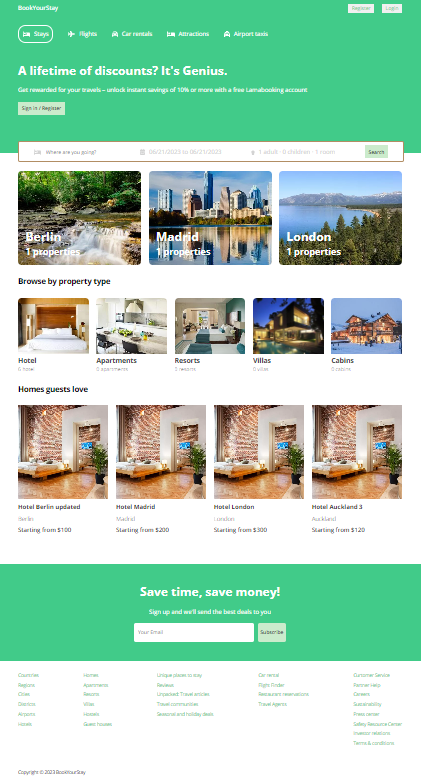 BookYourStay
Register
Login
Stays
Flights
Car rentals
Attractions
Airport taxis
A lifetime of discounts? It's Genius.
Get rewarded for your travels – unlock instant savings of 10% or more with a free Lamabooking account
Sign in / Register
Where are you going?
06/21/2023 to 06/21/2023
1 adult · 0 children · 1 room
Search
Berlin
1 properties
Madrid
1 properties
London
1 properties
Browse by property type
Hotel
Apartments
0 apartments
Resorts
0 resorts
Villas
0 villas
Cabins
0 cabins
Homes guests love
Hotel Berlin updated
Berlin
Starting from $100
Hotel Madrid
Madrid
Starting from $200
Hotel London
London
Starting from $300
Hotel Auckland 3
Auckland
Starting from $120
Save time, save money!
Sign up and we'll send the best deals to you
Your Email
Subscribe
Countries
Regions
Cities
Districts
Airports
Hotels
Homes
Apartments
Resorts
Villas
Hostels
Guest houses
Unique places to stay
Reviews
Unpacked: Travel articles
Travel communities
Seasonal and holiday deals
Car rental
Flight Finder
Restaurant reservations
Travel Agents
Customer Service
Partner Help
Careers
Sustainability
Press center
Safety Resource Center
Investor relations
Terms & conditions
Copyright © 2023 BookYourStay